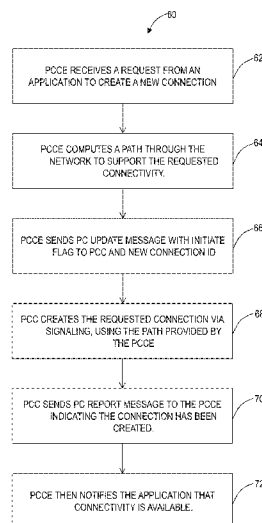 60
PCCE RECEIVES A REQUEST FROM AN
APPLICATION TO CREATE A NEW CONNECTION
62
PCCE COMPUTES A PATH THROUGH THE
NETWORK TO SUPPORT THE REQUESTED
CONNECTIVITY.
64
PCCE SENDS PC UPDATE MESSAGE WITH INITIATE
FLAG TO PCC AND NEW CONNECTION ID
66
PCC CREATES THE REQUESTED CONNECTION VIA
SIGNALING, USING THE PATH PROVIDED BY
THE PCCE
68
PCC SENDS PC REPORT MESSAGE TO THE PCCE
INDICATING THE CONNECTION HAS BEEN
CREATED.
70
PCCE THEN NOTIFIES THE APPLICATION THAT
CONNECTIVITY IS AVAILABLE.
72